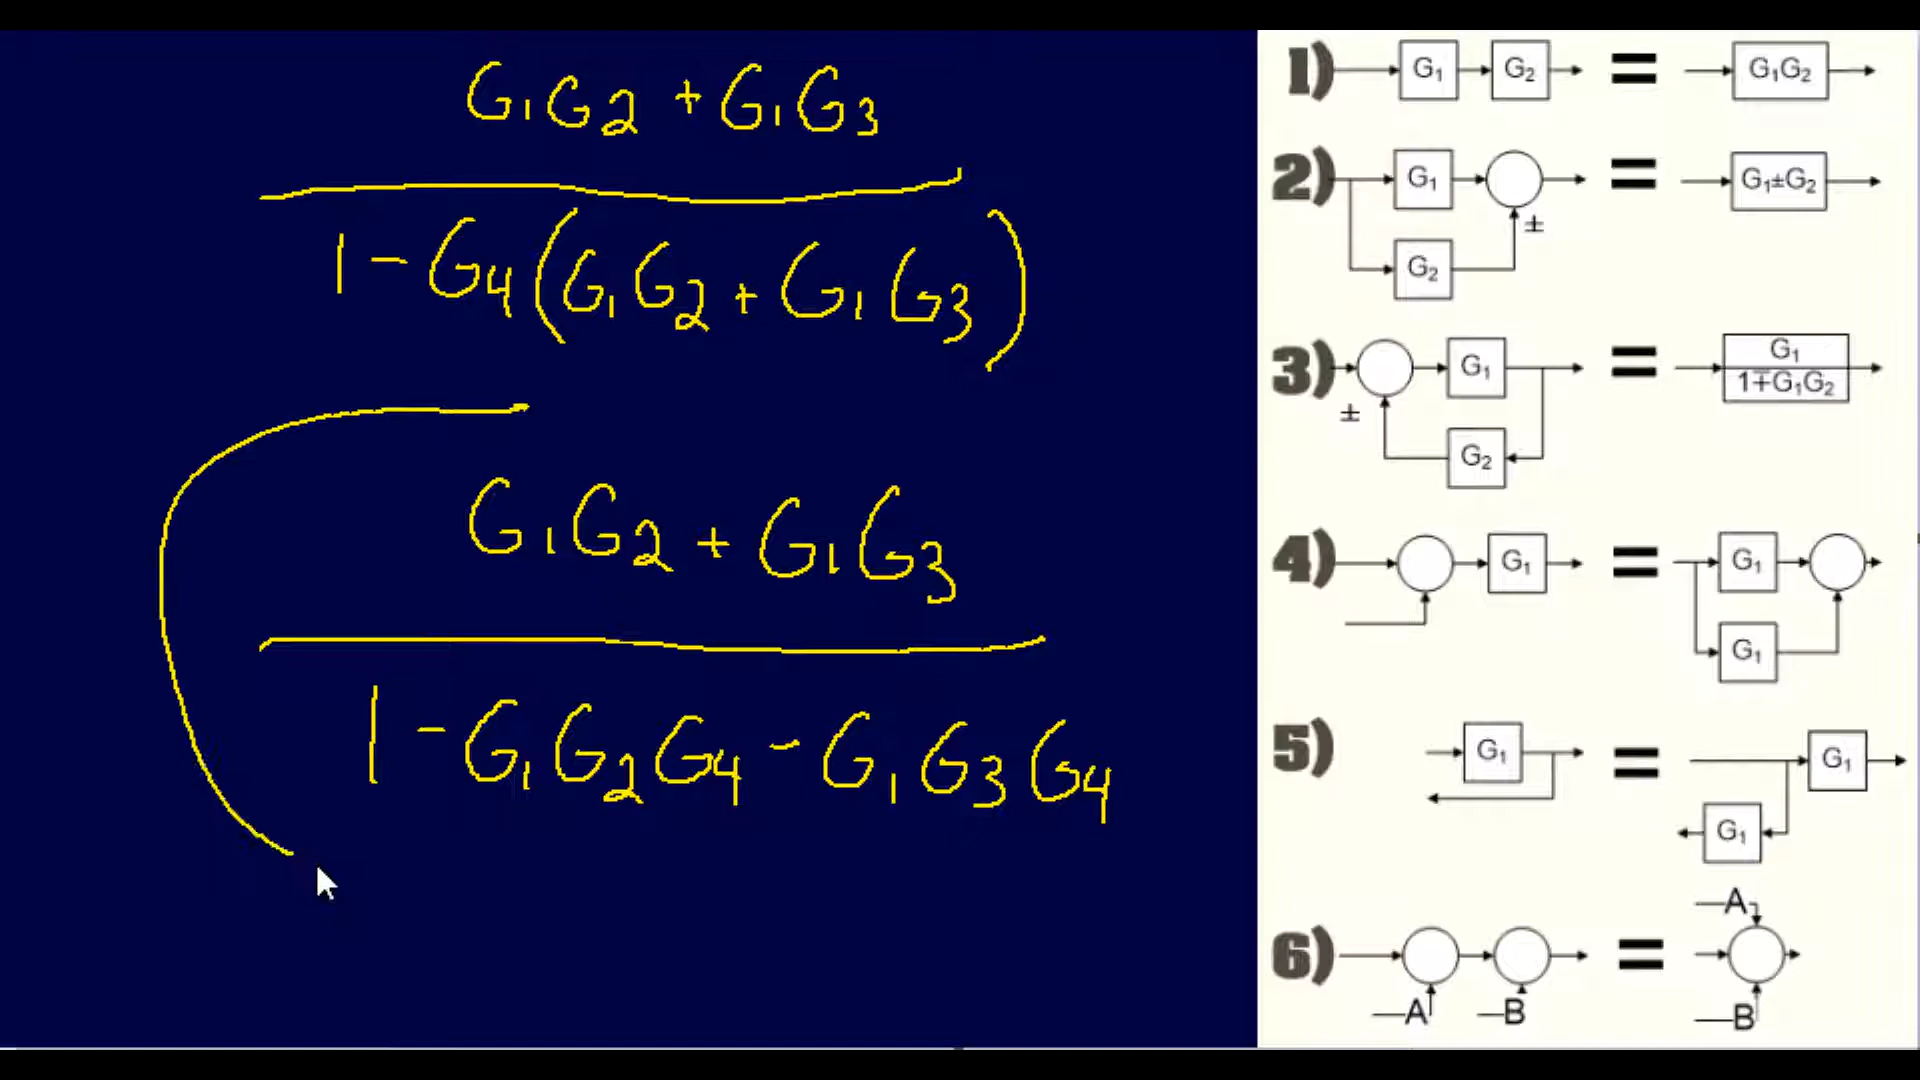 G₁G₂ + G₁G₃
1 - G₄(G₁G₂ + G₁G₃)
G₁G₂ + G₁G₃
1 - G₁G₂G₄ - G₁G₃G₄
1) G₁ G₂ = G₁G₂
2) G₁ = G₁±G₂
±
G₂
3) G₁ = G₁
1∓G₁G₂
±
G₂
4) G₁ = G₁
G₁
5) G₁ = G₁
G₁
6) = A
A B B